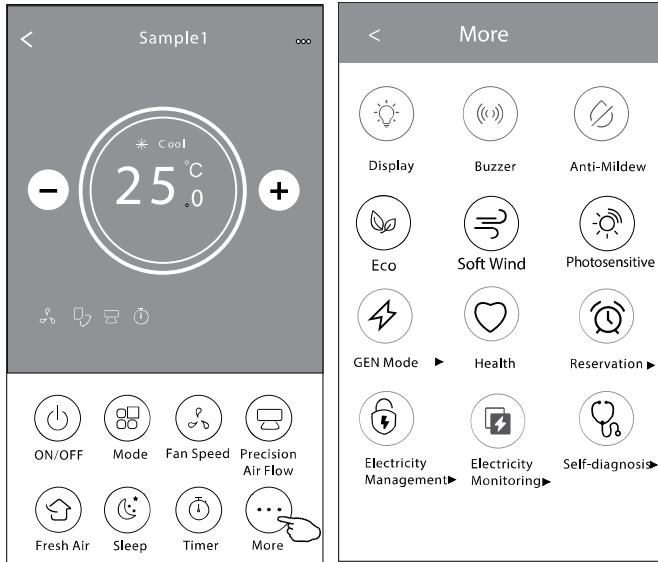 Sample1
Cool
25.0 °C
ON/OFF
Mode
Fan Speed
Precision
Air Flow
Fresh Air
Sleep
Timer
More
More
Display
Buzzer
Anti-Mildew
Eco
Soft Wind
Photosensitive
GEN Mode
Health
Reservation
Electricity
Management
Electricity
Monitoring
Self-diagnosis